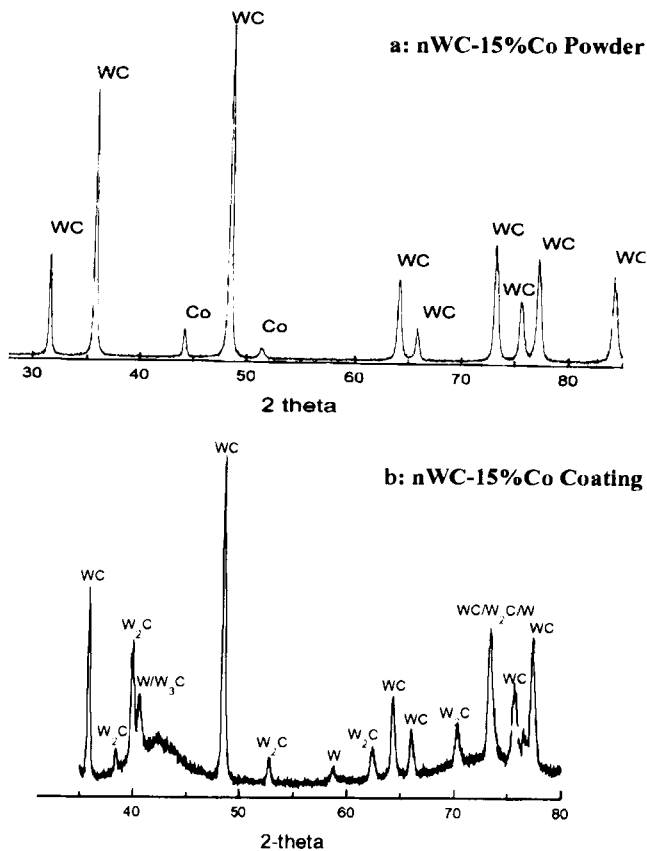 a: nWC-15%Co Powder
WC
WC
WC
Co
Co
WC
WC
WC
WC
WC
WC
30 40 50 60 70 80
2 theta
b: nWC-15%Co Coating
WC
W₂C
W₂C
W/W₃C
WC
W₂C
W
W₂C
WC
WC
W₂C
WC/W₂C/W
WC
WC
40 50 60 70 80
2-theta